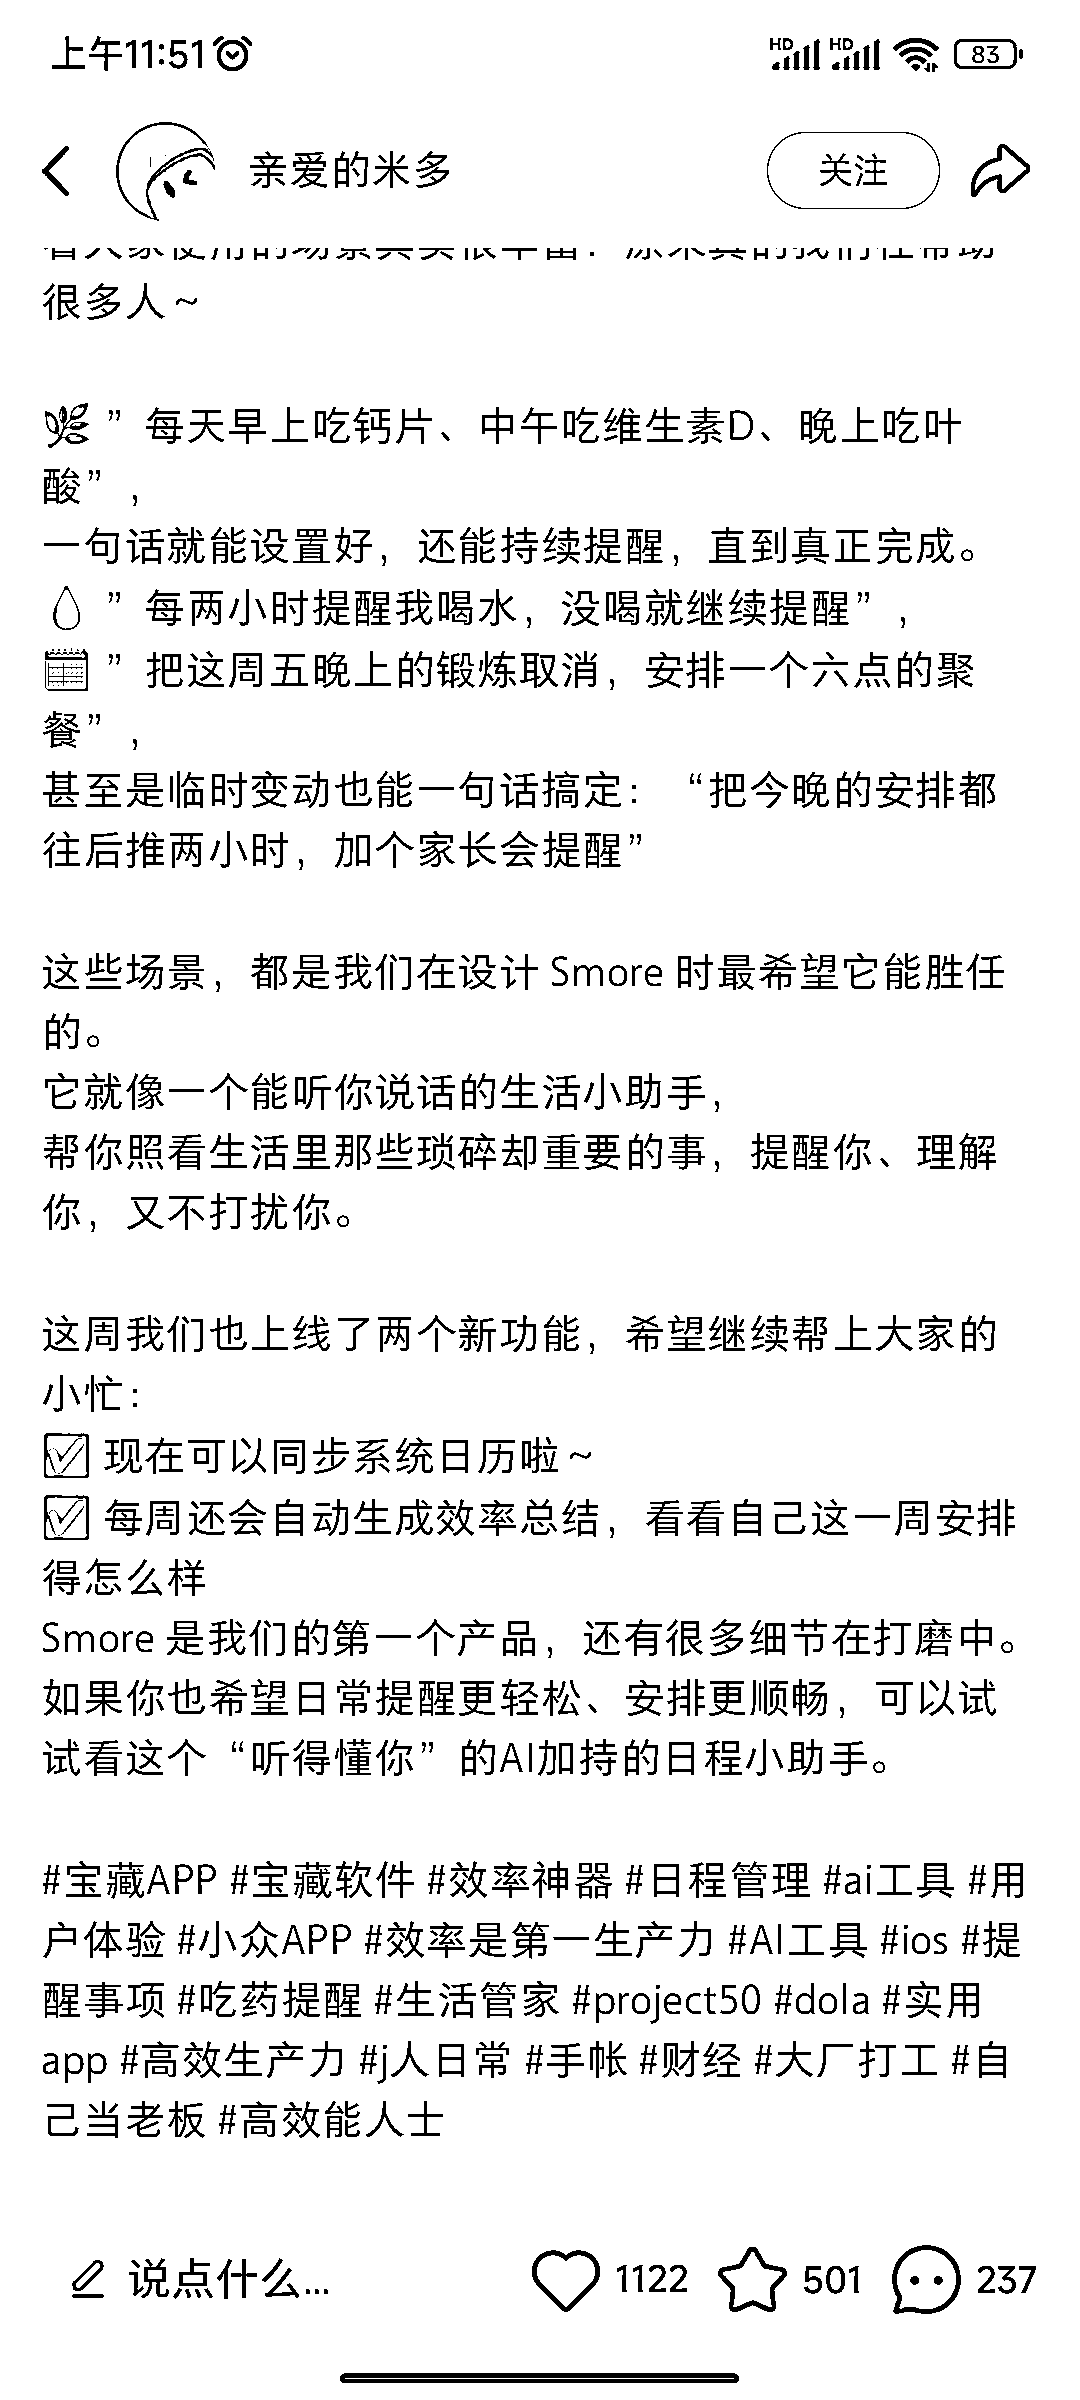 上午11:51
HD HD 83
亲爱的米多
关注
很多人～
”每天早上吃钙片、中午吃维生素D、晚上吃叶
酸”，
一句话就能设置好，还能持续提醒，直到真正完成。
”每两小时提醒我喝水，没喝就继续提醒”，
”把这周五晚上的锻炼取消，安排一个六点的聚
餐”，
甚至是临时变动也能一句话搞定：“把今晚的安排都
往后推两小时，加个家长会提醒”
这些场景，都是我们在设计 Smore 时最希望它能胜任
的。
它就像一个能听你说话的生活小助手，
帮你照看生活里那些琐碎却重要的事，提醒你、理解
你，又不打扰你。
这周我们也上线了两个新功能，希望继续帮上大家的
小忙：
现在可以同步系统日历啦～
每周还会自动生成效率总结，看看自己这一周安排
得怎么样
Smore 是我们的第一个产品，还有很多细节在打磨中。
如果你也希望日常提醒更轻松、安排更顺畅，可以试
试看这个“听得懂你”的AI加持的日程小助手。
#宝藏APP #宝藏软件 #效率神器 #日程管理 #ai工具 #用
户体验 #小众APP #效率是第一生产力 #AI工具 #ios #提
醒事项 #吃药提醒 #生活管家 #project50 #dola #实用
app #高效生产力 #j人日常 #手帐 #财经 #大厂打工 #自
己当老板 #高效能人士
说点什么... 1122 501 237